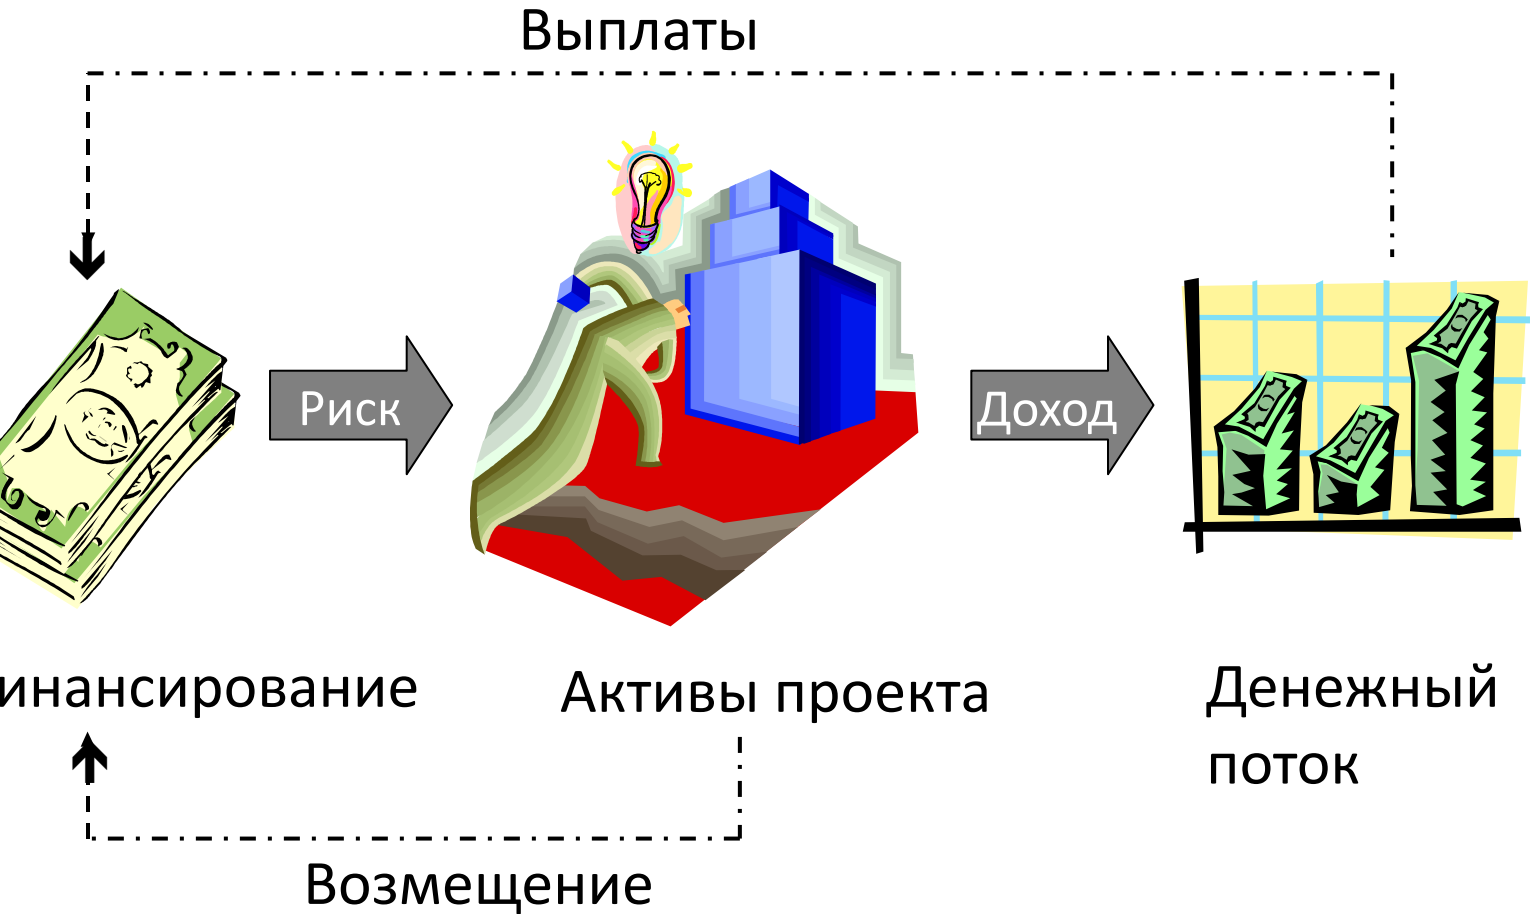 Выплаты
Риск
Доход
инансирование
Активы проекта
Денежный
поток
Возмещение